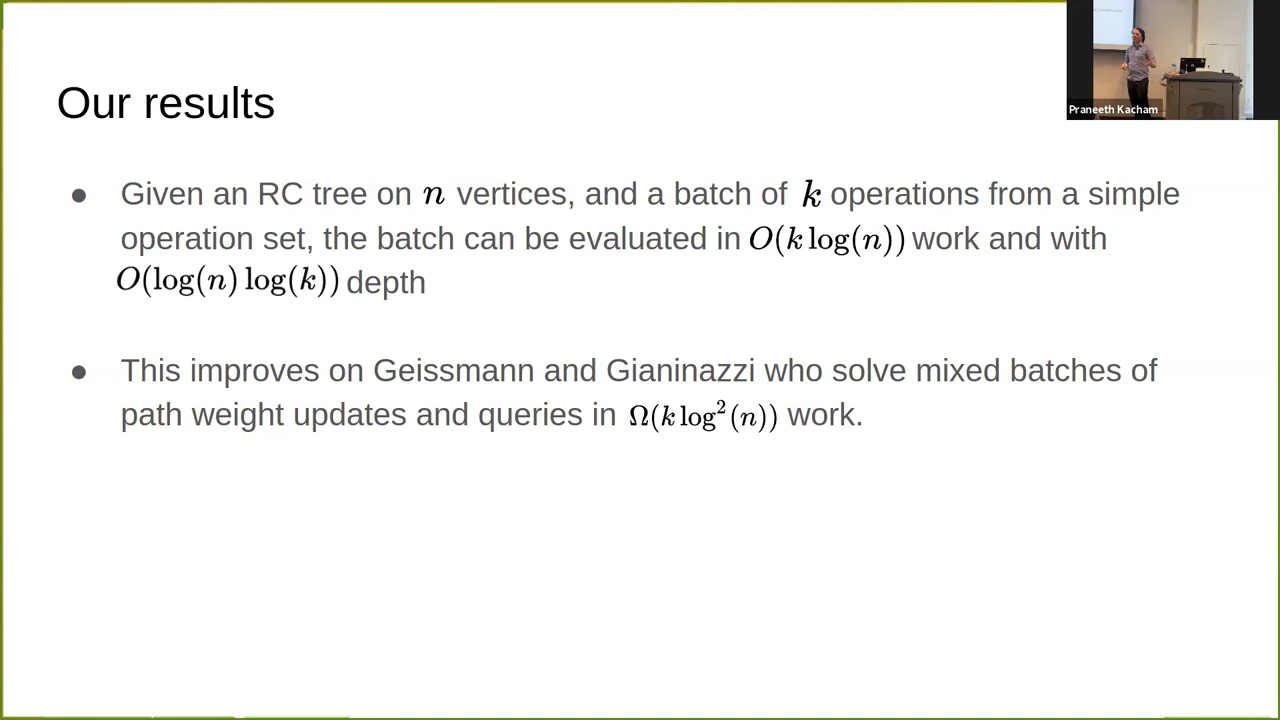 Our results
● Given an RC tree on n vertices, and a batch of k operations from a simple
operation set, the batch can be evaluated in O(k log(n)) work and with
O(log(n) log(k)) depth
● This improves on Geissmann and Gianinazzi who solve mixed batches of
path weight updates and queries in Ω(k log²(n)) work.
Praneeth Kacham